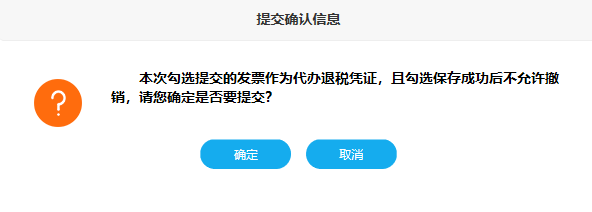 提交确认信息
本次勾选提交的发票作为代办退税凭证，且勾选保存成功后不允许撤
销，请您确定是否要提交？
确定
取消